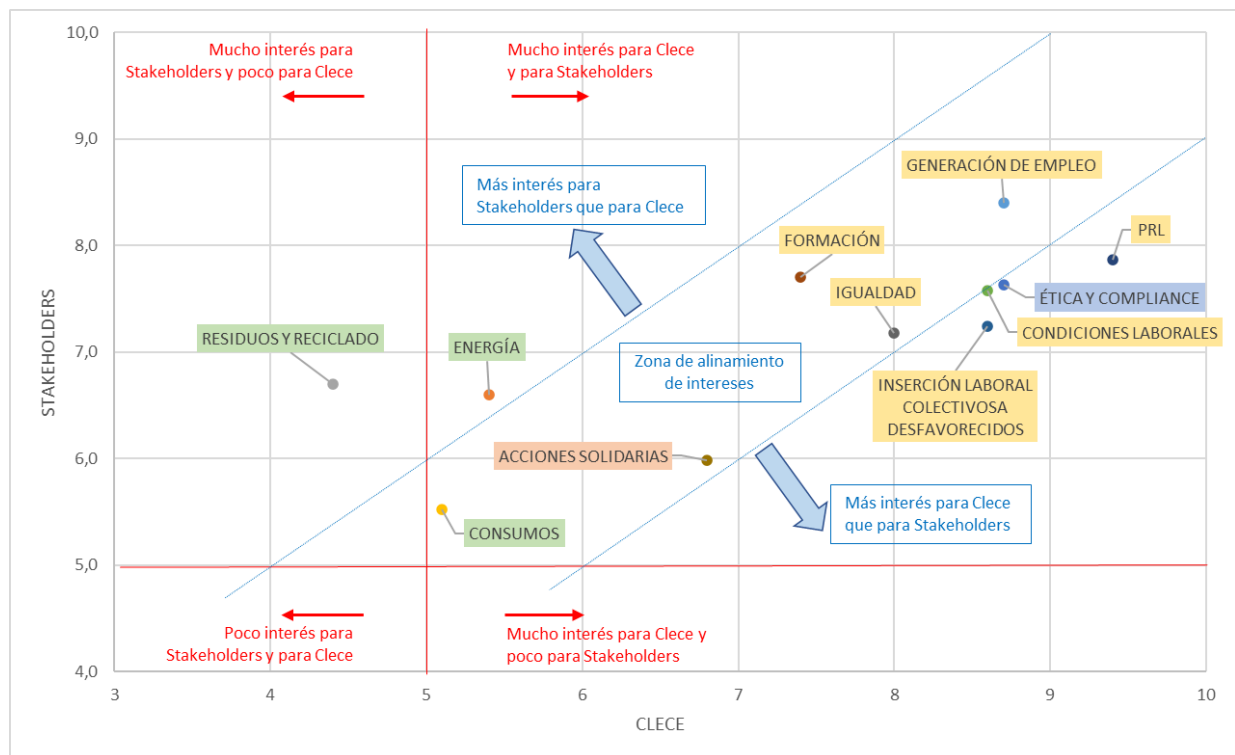 10,0
9,0
8,0
7,0
6,0
5,0
4,0
STAKEHOLDERS
Mucho interés para
Stakeholders y poco para Clece
Mucho interés para Clece
y para Stakeholders
Más interés para
Stakeholders que para Clece
GENERACIÓN DE EMPLEO
FORMACIÓN
PRL
IGUALDAD
ÉTICA Y COMPLIANCE
RESIDUOS Y RECICLADO
ENERGÍA
CONDICIONES LABORALES
Zona de alinamiento
de intereses
INSERCIÓN LABORAL
COLECTIVOSA
DESFAVORECIDOS
ACCIONES SOLIDARIAS
Más interés para Clece
que para Stakeholders
CONSUMOS
Poco interés para
Stakeholders y para Clece
Mucho interés para Clece y
poco para Stakeholders
3
4
5
6
7
8
9
10
CLECE